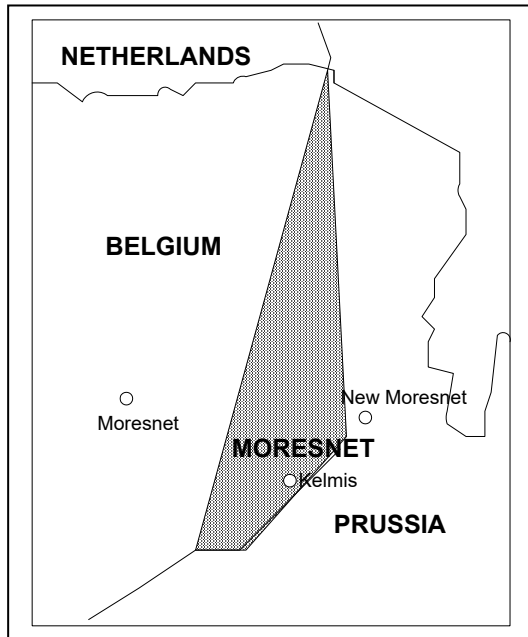 NETHERLANDS
BELGIUM
New Moresnet
Moresnet
MORESNET
Kelmis
PRUSSIA